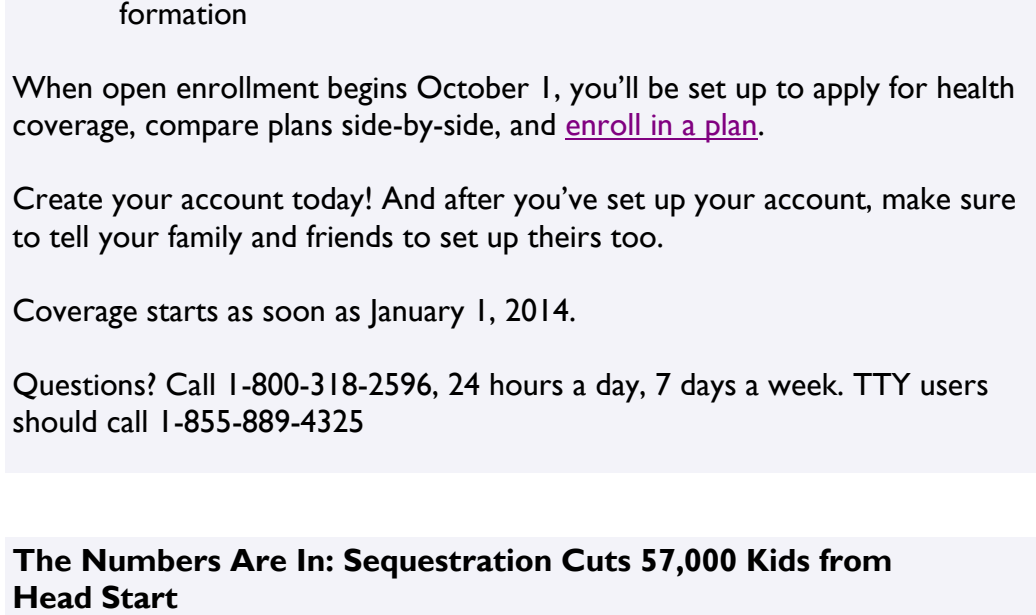 formation
When open enrollment begins October 1, you’ll be set up to apply for health
coverage, compare plans side-by-side, and enroll in a plan.
Create your account today! And after you’ve set up your account, make sure
to tell your family and friends to set up theirs too.
Coverage starts as soon as January 1, 2014.
Questions? Call 1-800-318-2596, 24 hours a day, 7 days a week. TTY users
should call 1-855-889-4325
The Numbers Are In: Sequestration Cuts 57,000 Kids from
Head Start